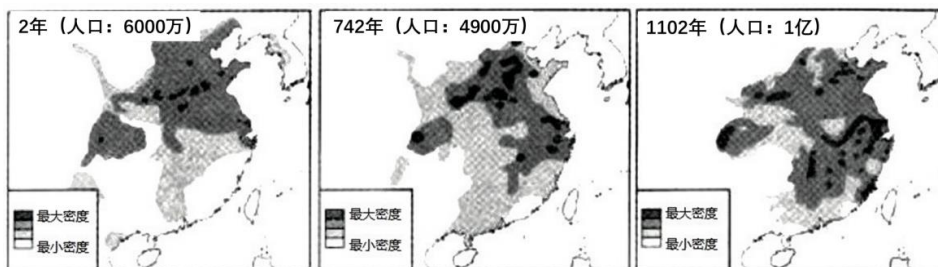 2年（人口：6000万）
最大密度
最小密度
742年（人口：4900万）
最大密度
最小密度
1102年（人口：1亿）
最大密度
最小密度